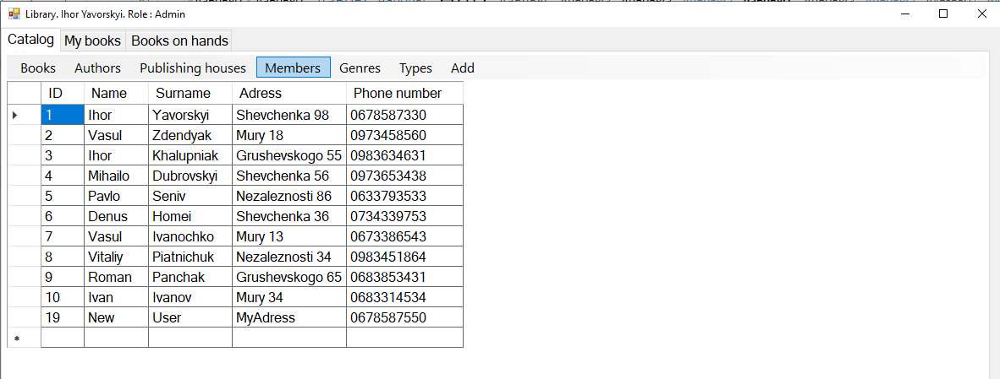 Library. Ihor Yavorskyi. Role : Admin
Catalog My books Books on hands
Books Authors Publishing houses Members Genres Types Add
ID Name Surname Adress Phone number
1 Ihor Yavorskyi Shevchenka 98 0678587330
2 Vasul Zdendyak Mury 18 0973458560
3 Ihor Khalupniak Grushevskogo 55 0983634631
4 Mihailo Dubrovskyi Shevchenka 56 0973653438
5 Pavlo Seniv Nezaleznosti 86 0633793533
6 Denus Homei Shevchenka 36 0734339753
7 Vasul Ivanochko Mury 13 0673386543
8 Vitaliy Piatnichuk Nezaleznosti 34 0983451864
9 Roman Panchak Grushevskogo 65 0683853431
10 Ivan Ivanov Mury 34 0683314534
19 New User MyAdress 0678587550
*